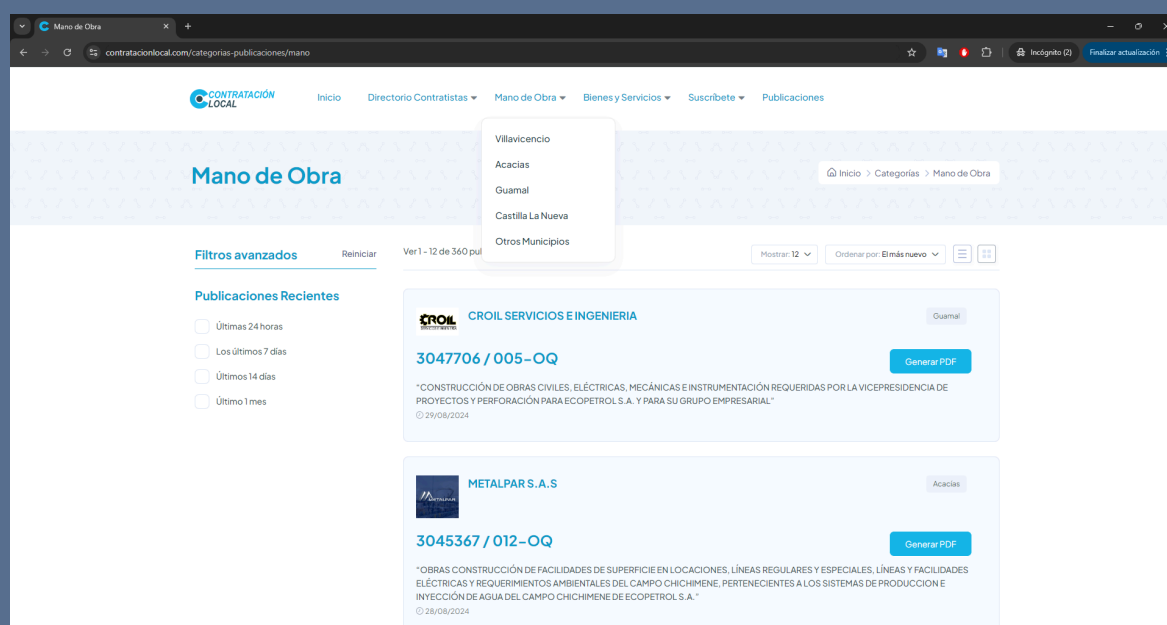 Mano de Obra
contratacionlocal.com/categorias-publicaciones/mano
Incógnito (2)
Finalizar actualización
CONTRATACIÓN
LOCAL
Inicio
Directorio Contratistas
Mano de Obra
Bienes y Servicios
Suscríbete
Publicaciones
Villavicencio
Acacias
Guamal
Castilla La Nueva
Otros Municipios
Mano de Obra
Inicio > Categorías > Mano de Obra
Filtros avanzados
Reiniciar
Ver 1 - 12 de 360 pu
Mostrar: 12
Ordenar por: El más nuevo
Publicaciones Recientes
Últimas 24 horas
Los últimos 7 días
Últimos 14 días
Último 1 mes
CROIL
CROIL SERVICIOS E INGENIERIA
Guamal
3047706 / 005-OQ
Generar PDF
"CONSTRUCCIÓN DE OBRAS CIVILES, ELÉCTRICAS, MECÁNICAS E INSTRUMENTACIÓN REQUERIDAS POR LA VICEPRESIDENCIA DE
PROYECTOS Y PERFORACIÓN PARA ECOPETROL S.A. Y PARA SU GRUPO EMPRESARIAL"
29/08/2024
METALPAR
METALPAR S.A.S
Acacias
3045367 / 012-OQ
Generar PDF
"OBRAS CONSTRUCCIÓN DE FACILIDADES DE SUPERFICIE EN LOCACIONES, LÍNEAS REGULARES Y ESPECIALES, LÍNEAS Y FACILIDADES
ELÉCTRICAS Y REQUERIMIENTOS AMBIENTALES DEL CAMPO CHICHIMENE, PERTENECIENTES A LOS SISTEMAS DE PRODUCCION E
INYECCIÓN DE AGUA DEL CAMPO CHICHIMENE DE ECOPETROL S.A."
28/08/2024